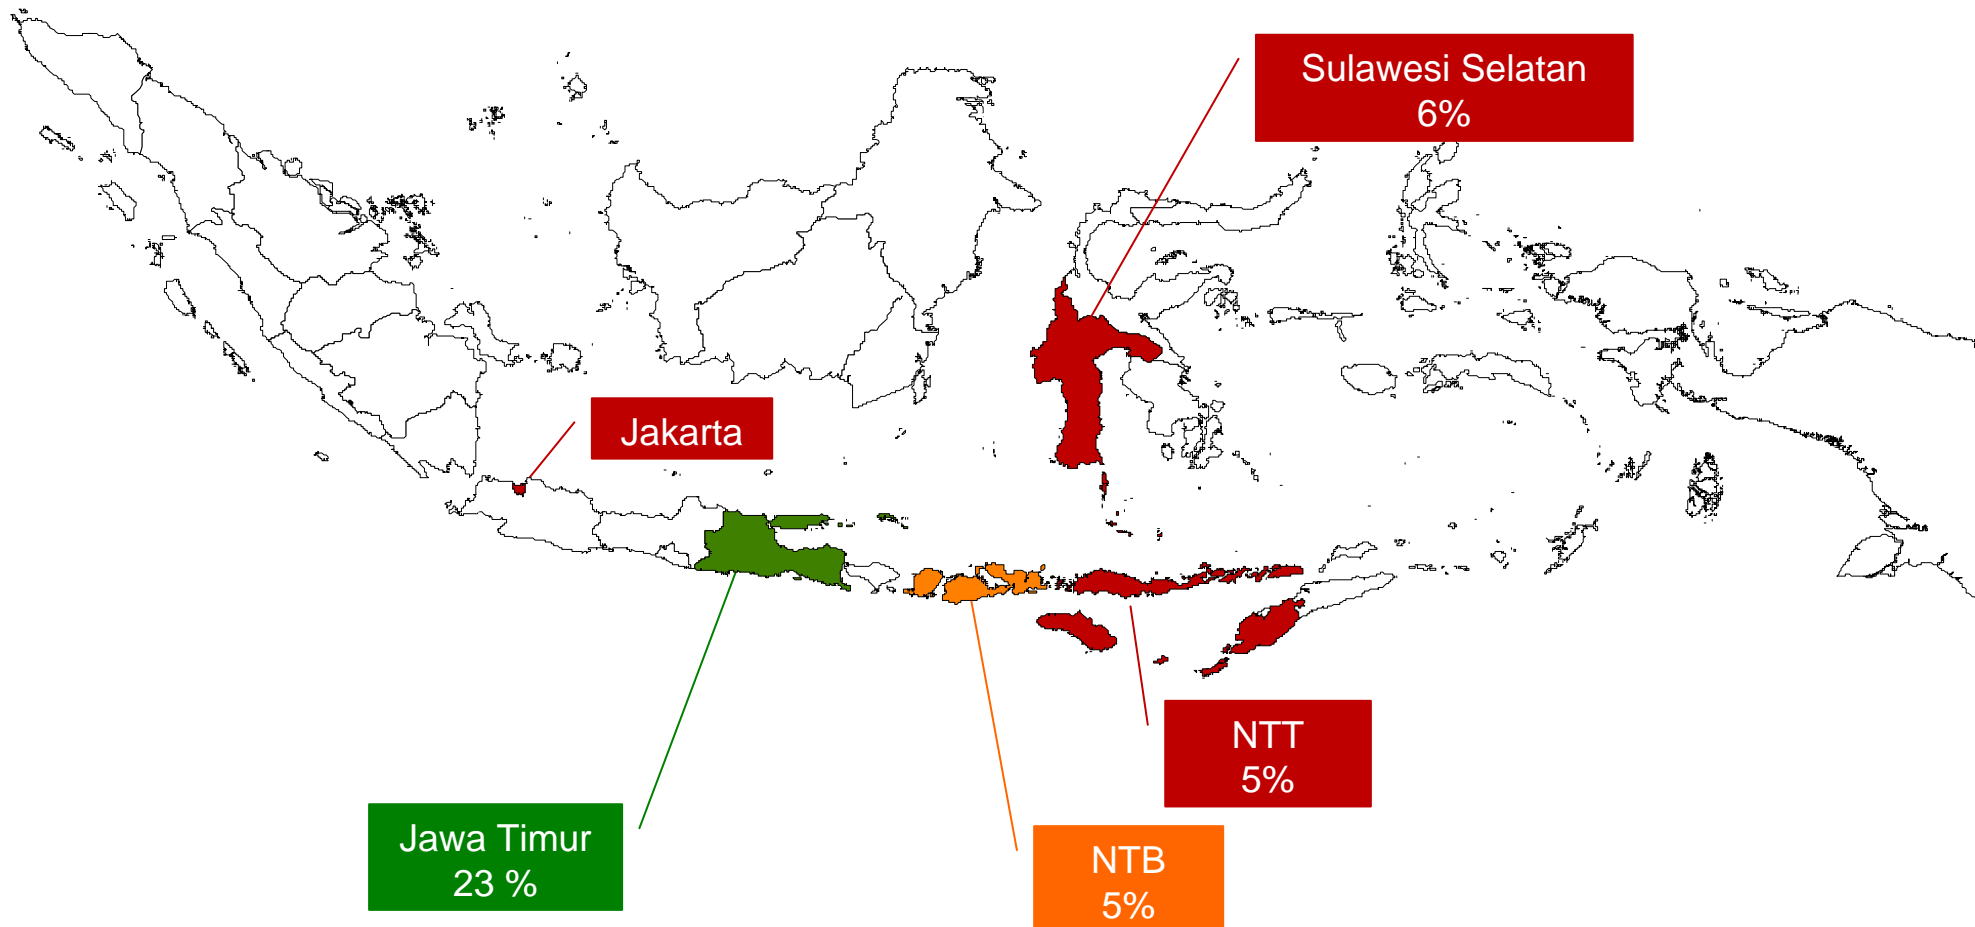 Sulawesi Selatan
6%
Jakarta
NTT
5%
Jawa Timur
23 %
NTB
5%